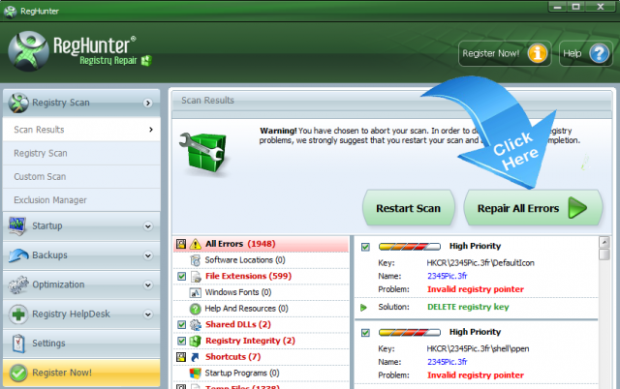 RegHunter
RegHunter®
Registry Repair
Register Now!
Help
Registry Scan
Scan Results
Registry Scan
Custom Scan
Exclusion Manager
Startup
Backups
Optimization
Registry HelpDesk
Settings
Register Now!
Scan Results
Warning! You have chosen to abort your scan. In order to registry
problems, we strongly suggest that you restart your scan and
Click
Here
Restart Scan
Repair All Errors
All Errors (1948)
Software Locations (0)
File Extensions (599)
Windows Fonts (0)
Help And Resources (0)
Shared DLLs (2)
Registry Integrity (2)
Shortcuts (7)
Startup Programs (0)
Temp Files (1338)
High Priority
Key: HKCR\2345Pic.3fr\DefaultIcon
Name: 2345Pic.3fr
Problem: Invalid registry pointer
Solution: DELETE registry key
High Priority
Key: HKCR\2345Pic.3fr\shell\open
Name: 2345Pic.3fr
Problem: Invalid registry pointer